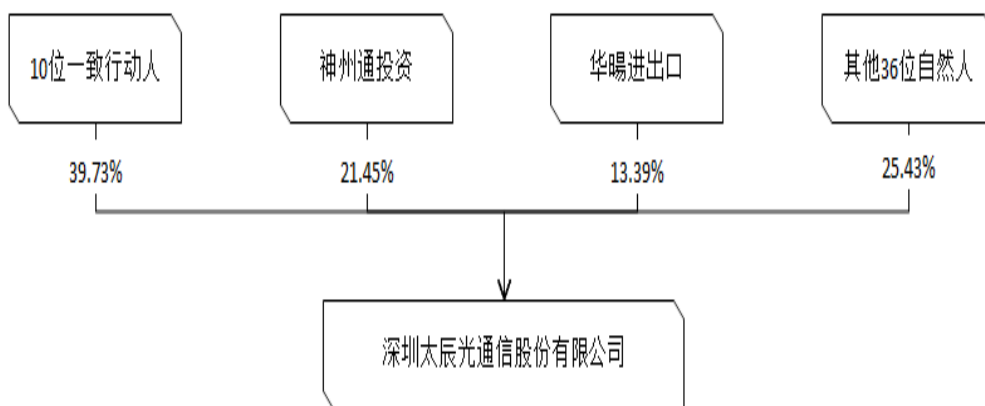 10位一致行动人
神州通投资
华暘进出口
其他36位自然人
39.73%
21.45%
13.39%
25.43%
深圳太辰光通信股份有限公司